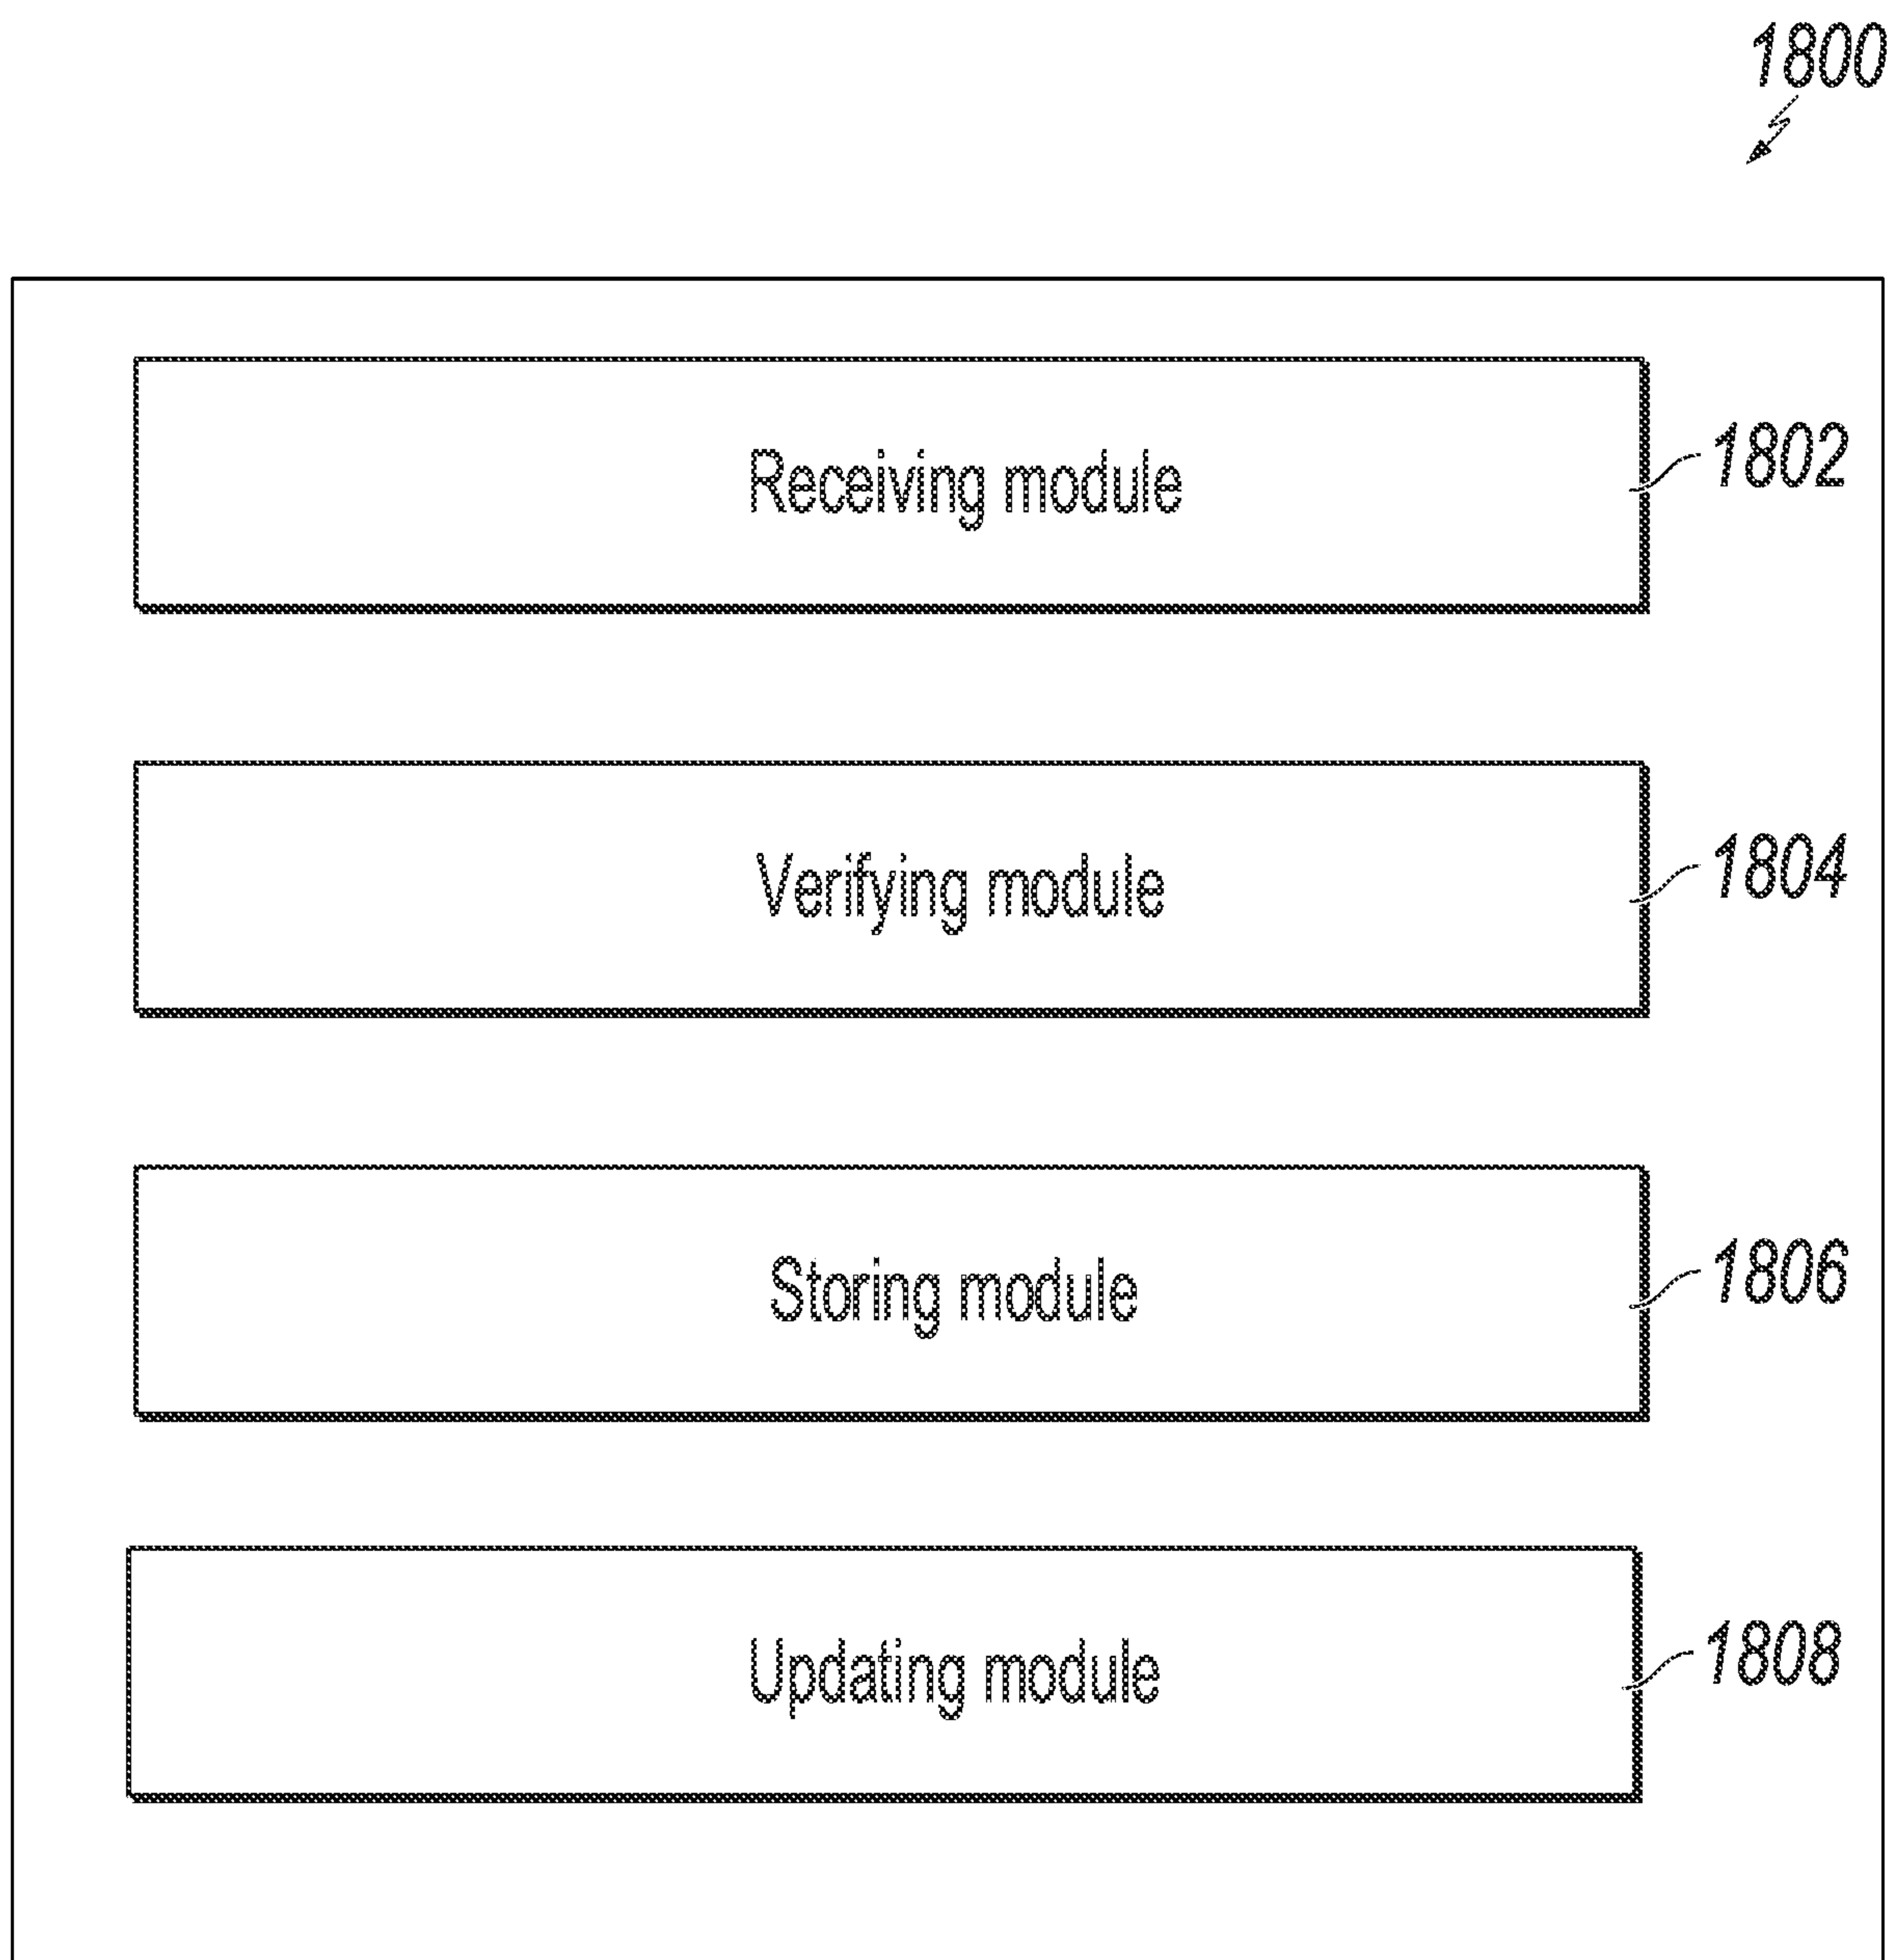 1800
Receiving module
1802
Verifying module
1804
Storing module
1806
Updating module
1808